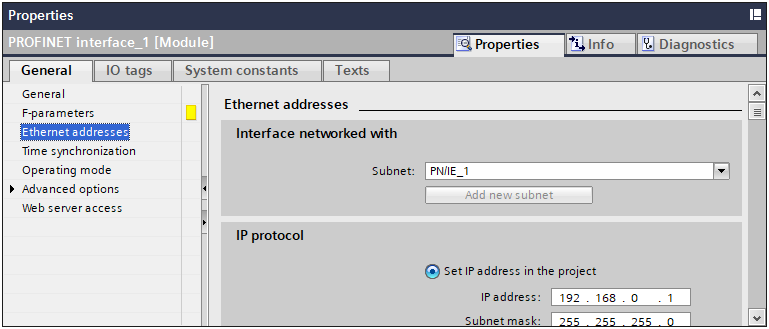 Properties
PROFINET interface_1 [Module]
Properties
Info
Diagnostics
General
IO tags
System constants
Texts
General
F-parameters
Ethernet addresses
Time synchronization
Operating mode
Advanced options
Web server access
Ethernet addresses
Interface networked with
Subnet: PN/IE_1
Add new subnet
IP protocol
Set IP address in the project
IP address: 192 . 168 . 0 . 1
Subnet mask: 255 . 255 . 255 . 0